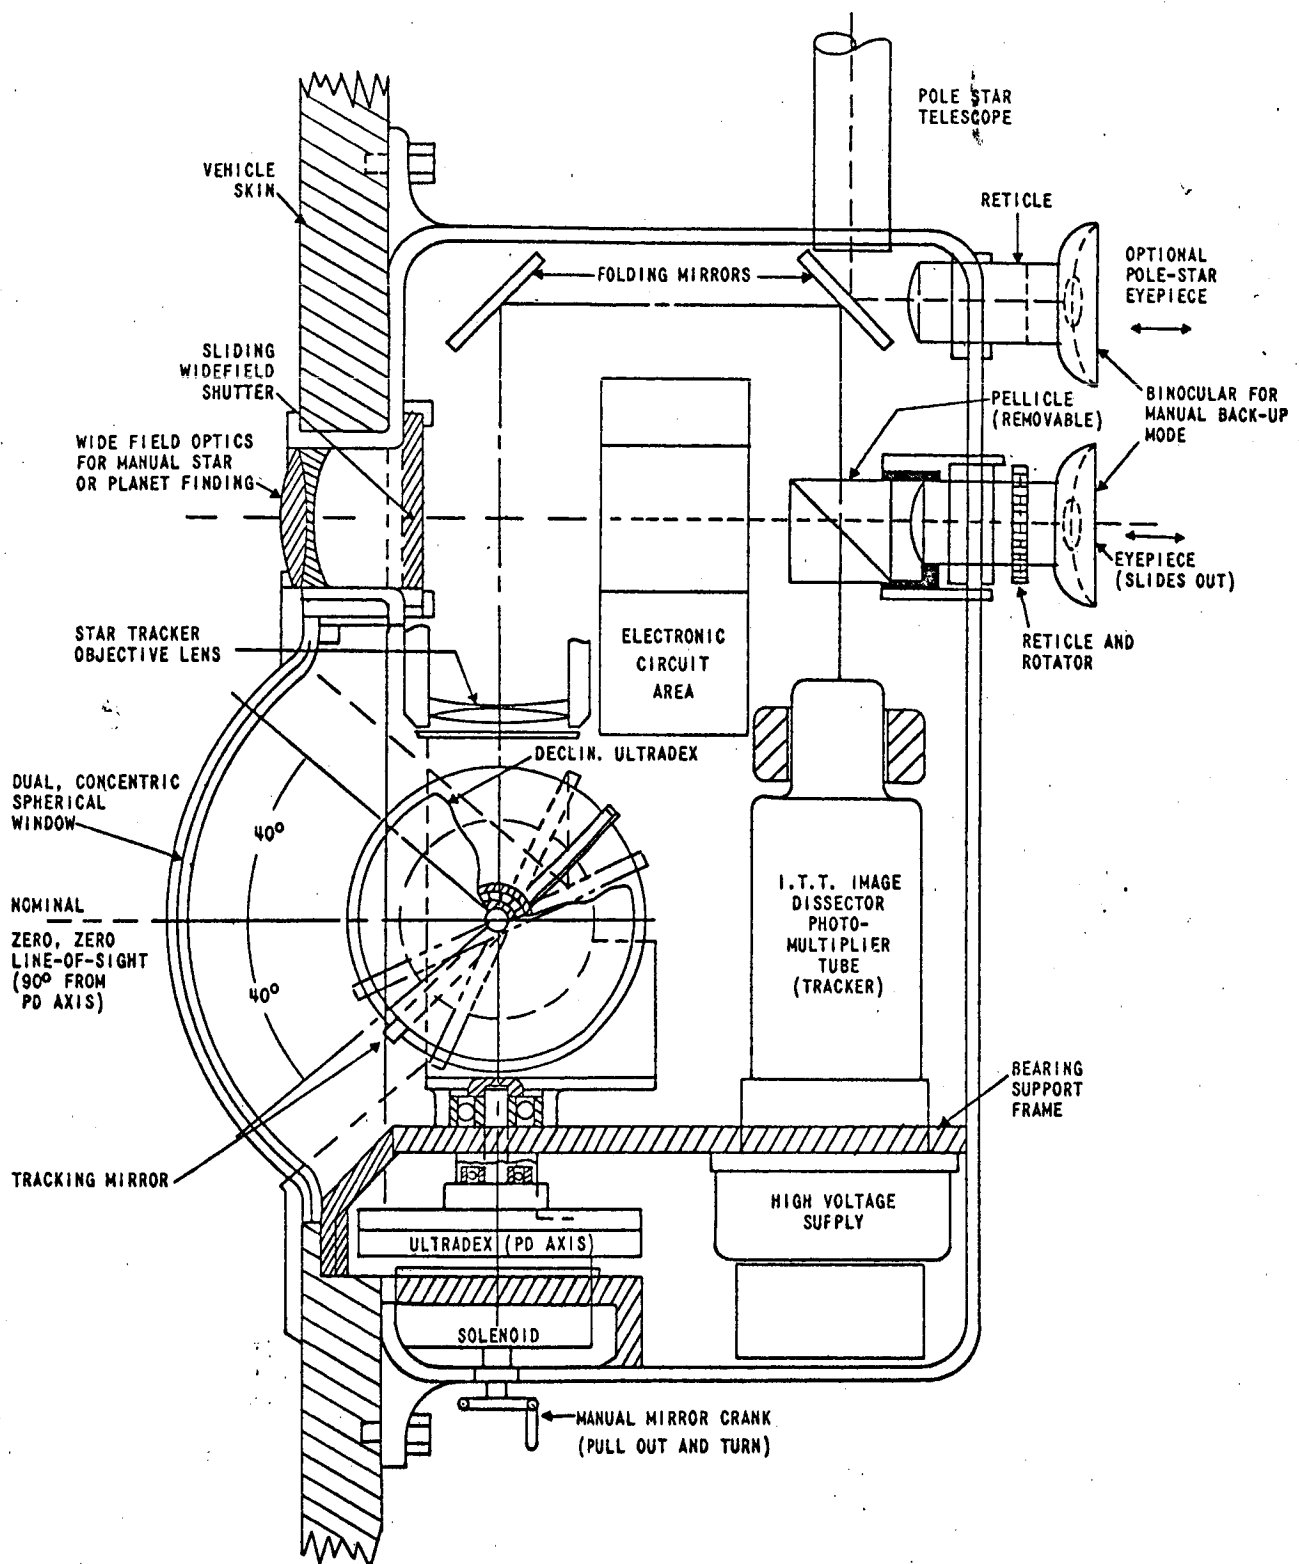 POLE STAR
TELESCOPE
VEHICLE
SKIN
RETICLE
FOLDING MIRRORS
OPTIONAL
POLE-STAR
EYEPIECE
SLIDING
WIDEFIELD
SHUTTER
PELLICLE
(REMOVABLE)
BINOCULAR FOR
MANUAL BACK-UP
MODE
WIDE FIELD OPTICS
FOR MANUAL STAR
OR PLANET FINDING
EYEPIECE
(SLIDES OUT)
STAR TRACKER
OBJECTIVE LENS
ELECTRONIC
CIRCUIT
AREA
RETICLE AND
ROTATOR
DECLIN. ULTRADEX
DUAL, CONCENTRIC
SPHERICAL
WINDOW
40º
I.T.T. IMAGE
DISSECTOR
PHOTO-
MULTIPLIER
TUBE
(TRACKER)
NOMINAL
ZERO, ZERO
LINE-OF-SIGHT
(90º FROM
PD AXIS)
40º
BEARING
SUPPORT
FRAME
TRACKING MIRROR
HIGH VOLTAGE
SUPPLY
ULTRADEX (PD AXIS)
SOLENOID
MANUAL MIRROR CRANK
(PULL OUT AND TURN)